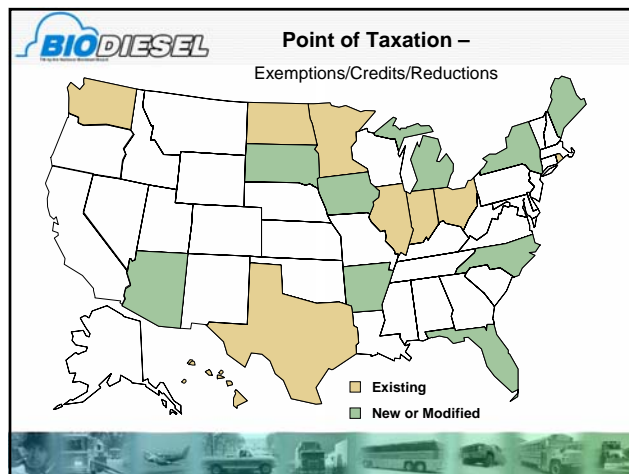 BIODIESEL
Point of Taxation –
Exemptions/Credits/Reductions
Existing
New or Modified